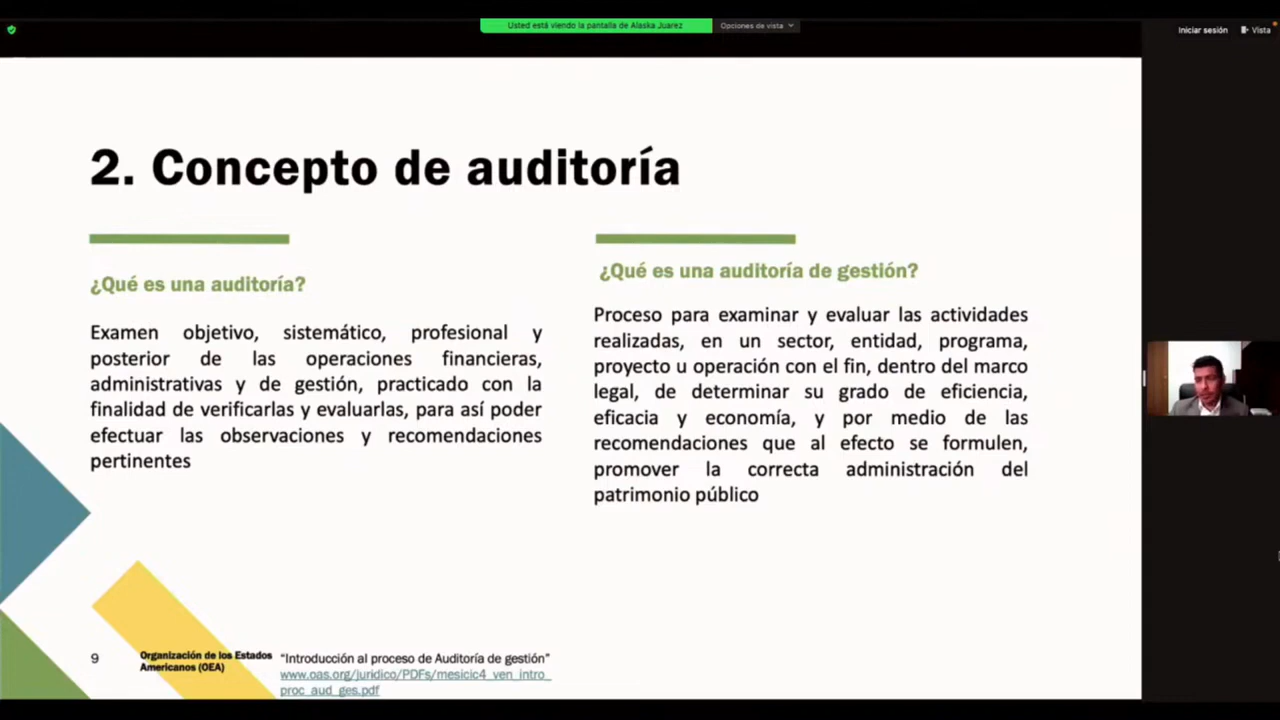 Usted está viendo la pantalla de Alaska Juarez
Opciones de vista
Iniciar sesión
Vista
2. Concepto de auditoría
¿Qué es una auditoría?
Examen objetivo, sistemático, profesional y
posterior de las operaciones financieras,
administrativas y de gestión, practicado con la
finalidad de verificarlas y evaluarlas, para así poder
efectuar las observaciones y recomendaciones
pertinentes
¿Qué es una auditoría de gestión?
Proceso para examinar y evaluar las actividades
realizadas, en un sector, entidad, programa,
proyecto u operación con el fin, dentro del marco
legal, de determinar su grado de eficiencia,
eficacia y economía, y por medio de las
recomendaciones que al efecto se formulen,
promover la correcta administración del
patrimonio público
9
Organización de los Estados
Americanos (OEA)
“Introducción al proceso de Auditoría de gestión”
www.oas.org/juridico/PDFs/mesicic4_ven_intro_
proc_aud_ges.pdf